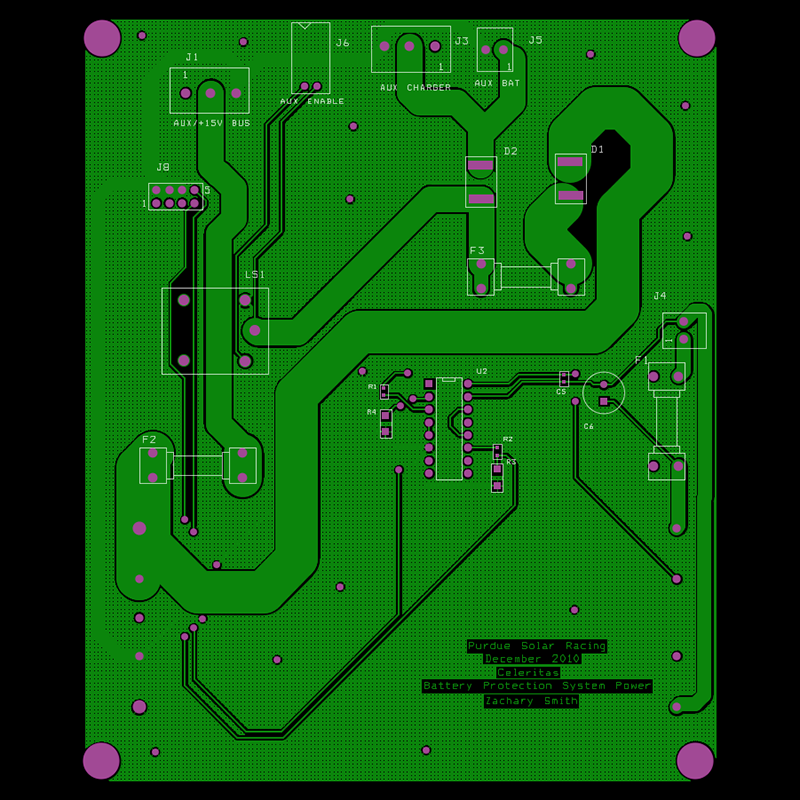 J6
J3
J5
J1
1
1
1
AUX BAT
AUX CHARGER
AUX ENABLE
AUX/+15V BUS
D2
D1
J8
1
F3
LS1
J4
1
F1
U2
R1
C5
R4
C6
F2
R2
R3
Purdue Solar Racing
December 2010
Celeritas
Battery Protection System Power
Zachary Smith